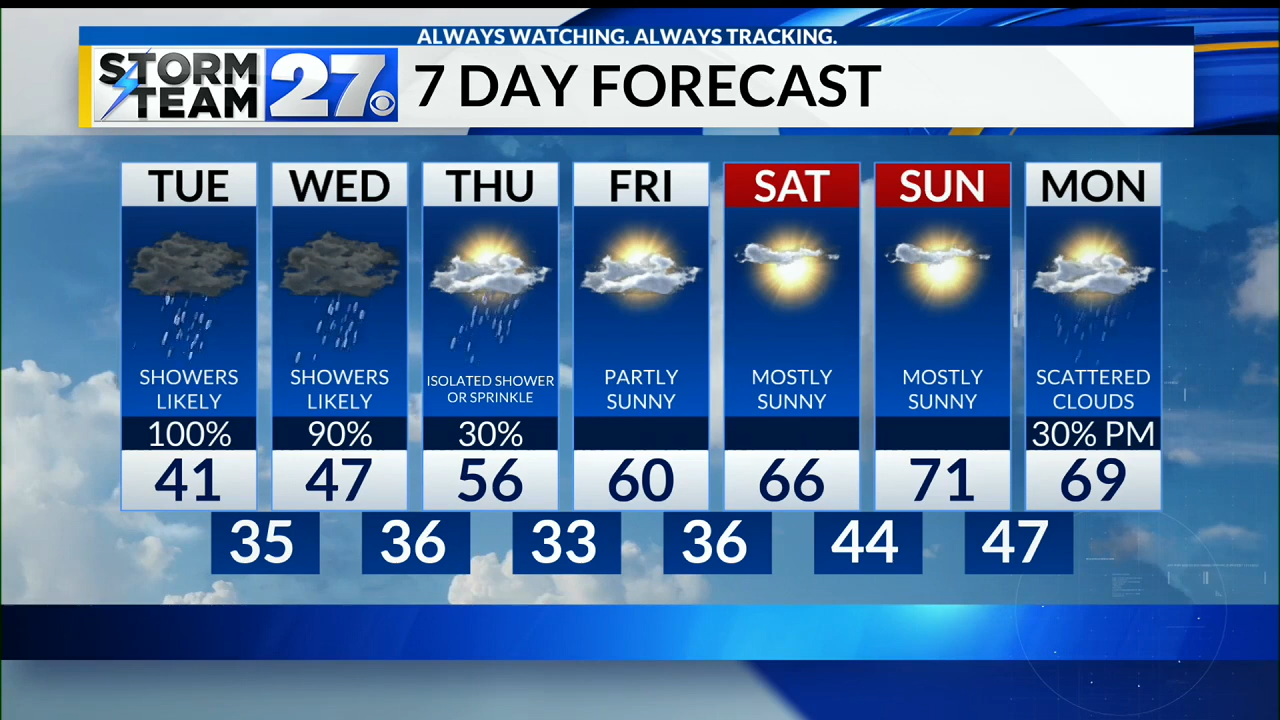 ALWAYS WATCHING. ALWAYS TRACKING.
STORM
TEAM
27
7 DAY FORECAST
TUE
WED
THU
FRI
SAT
SUN
MON
SHOWERS
LIKELY
SHOWERS
LIKELY
ISOLATED SHOWER
OR SPRINKLE
PARTLY
SUNNY
MOSTLY
SUNNY
MOSTLY
SUNNY
SCATTERED
CLOUDS
100%
90%
30%
30% PM
41
47
56
60
66
71
69
35
36
33
36
44
47